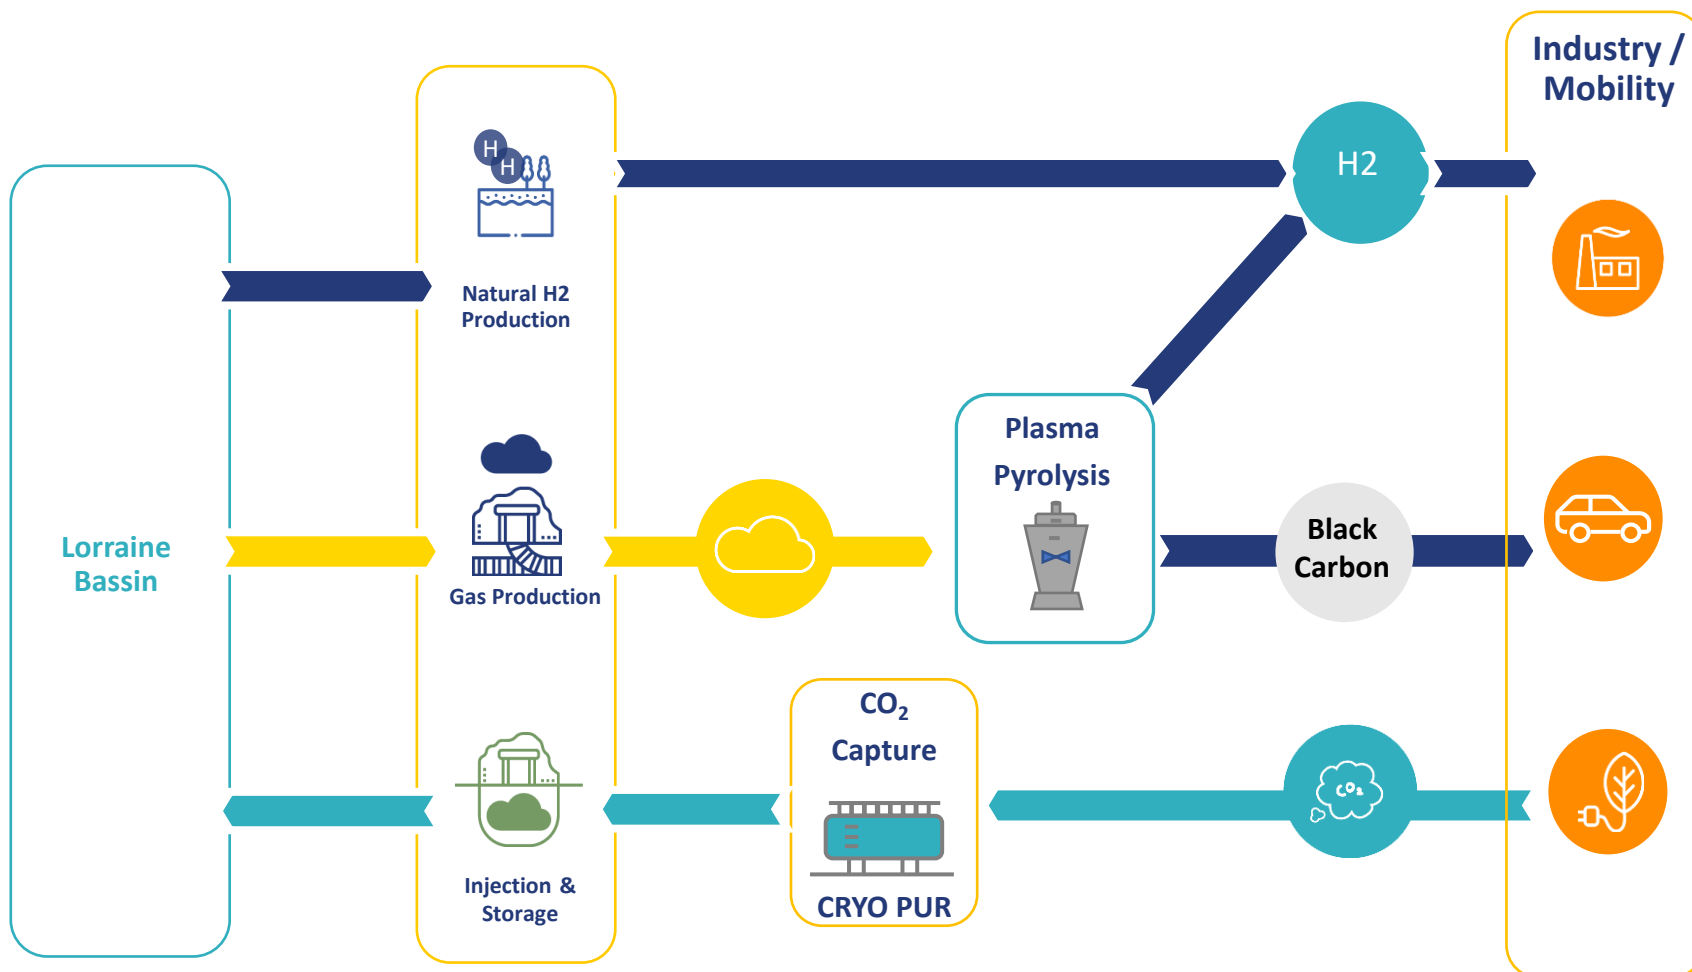 Industry /
Mobility
H
H
H2
Natural H2
Production
Plasma
Pyrolysis
Lorraine
Bassin
Gas Production
Black
Carbon
CO₂
Capture
CO₂
Injection &
Storage
CRYO PUR